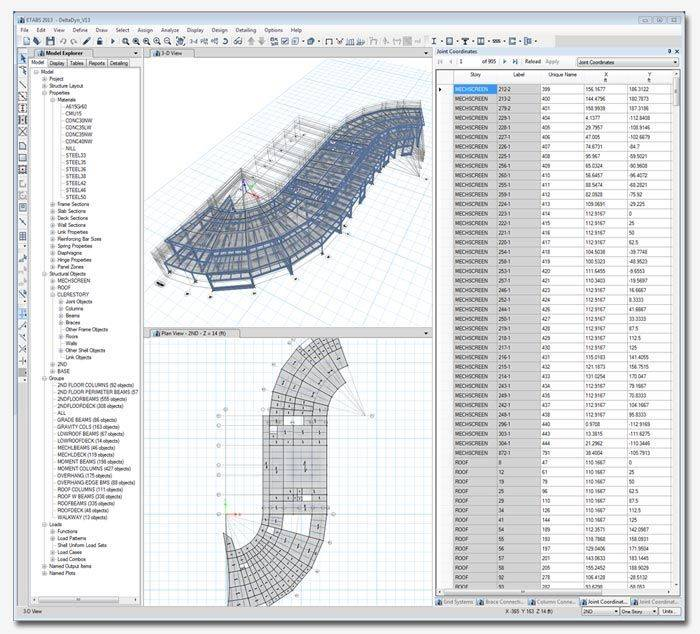 ETABS 2013 - DeltaDyn_V13
File Edit View Define Draw Select Assign Analyze Display Design Detailing Options Help
Model Explorer
Model Display Tables Reports Detailing
Model
Project
Structure Layout
Properties
Materials
A615Gr60
CMU15
CONC30NW
CONC35LW
CONC35NW
CONC40NW
NILL
STEEL33
STEEL35
STEEL36
STEEL38
STEEL42
STEEL46
STEEL50
Frame Sections
Slab Sections
Deck Sections
Wall Sections
Link Properties
Reinforcing Bar Sizes
Spring Properties
Diaphragms
Hinge Properties
Panel Zones
Structural Objects
MECHSCREEN
ROOF
CLERESTORY
Joint Objects
Columns
Beams
Braces
Other Frame Objects
Floors
Walls
Other Shell Objects
Link Objects
2ND
BASE
Groups
2ND FLOOR COLUMNS (92 objects)
2ND FLOOR PERIMETER BEAMS (57
2NDFLOORBEAMS (555 objects)
2NDFLOORDECK (308 objects)
ALL
GRADE BEAMS (86 objects)
GRAVITY COLS (163 objects)
LOWROOFBEAMS (67 objects)
LOWROOFDECK (14 objects)
MECHLBEAMS (46 objects)
MECHLDECK (119 objects)
MOMENT BEAMS (198 objects)
MOMENT COLUMNS (427 objects)
OVERHANG (175 objects)
OVERHANG-EDGE BMS (88 objects)
ROOF COLUMNS (111 objects)
ROOF W BEAMS (338 objects)
ROOFBEAMS (335 objects)
ROOFDECK (48 objects)
WALKWAY (13 objects)
Loads
Functions
Load Patterns
Shell Uniform Load Sets
Load Cases
Load Combos
Named Output Items
Named Plots
3-D View
3-D View
Plan View - 2ND - Z = 14 (ft)
Joint Coordinates
1 of 905 Reload Apply Joint Coordinates
Story Label Unique Name X ft Y ft
MECHSCREEN 212-2 399 156.1677 186.3122
MECHSCREEN 213-2 400 144.4796 180.7873
MECHSCREEN 279-2 401 158.9938 187.3186
MECHSCREEN 228-1 404 4.1377 -112.8408
MECHSCREEN 228-1 405 29.7957 -108.9146
MECHSCREEN 227-1 406 47.005 -102.6679
MECHSCREEN 226-1 407 74.6731 -84.7
MECHSCREEN 225-1 408 95.967 -59.5021
MECHSCREEN 256-1 409 65.0324 -90.9608
MECHSCREEN 260-1 410 56.6457 -96.4072
MECHSCREEN 255-1 411 88.5474 -68.2821
MECHSCREEN 259-1 412 82.0928 -75.92
MECHSCREEN 224-1 413 109.0691 -29.225
MECHSCREEN 223-1 414 112.9167 0
MECHSCREEN 222-1 415 112.9167 25
MECHSCREEN 221-1 416 112.9167 50
MECHSCREEN 220-1 417 112.9167 62.5
MECHSCREEN 254-1 418 104.5038 -39.7748
MECHSCREEN 258-1 419 100.5323 -48.9523
MECHSCREEN 253-1 420 111.6455 -9.6553
MECHSCREEN 257-1 421 110.3403 -19.5697
MECHSCREEN 246-1 423 112.9167 16.6667
MECHSCREEN 252-1 424 112.9167 8.3333
MECHSCREEN 244-1 426 112.9167 41.6667
MECHSCREEN 250-1 427 112.9167 33.3333
MECHSCREEN 219-1 428 112.9167 87.5
MECHSCREEN 218-1 429 112.9167 112.5
MECHSCREEN 217-1 430 112.9167 125
MECHSCREEN 216-1 431 115.0183 141.4055
MECHSCREEN 215-1 432 121.1873 156.7515
MECHSCREEN 214-1 433 131.0254 170.047
MECHSCREEN 243-1 434 112.9167 79.1667
MECHSCREEN 249-1 435 112.9167 70.8333
MECHSCREEN 242-1 437 112.9167 104.1667
MECHSCREEN 248-1 438 112.9167 95.8333
MECHSCREEN 296-1 440 0.9708 -112.9169
MECHSCREEN 303-1 443 13.3815 -111.6275
MECHSCREEN 304-1 444 21.2962 -110.3446
MECHSCREEN 872-1 791 38.4004 -105.7913
ROOF 8 47 110.1667 0
ROOF 12 61 110.1667 25
ROOF 19 79 110.1667 50
ROOF 25 96 110.1667 62.5
ROOF 29 110 110.1667 87.5
ROOF 34 126 110.1667 112.5
ROOF 41 144 110.1667 125
ROOF 54 189 112.3575 142.0987
ROOF 55 193 118.7868 158.0931
ROOF 56 197 129.0406 171.9504
ROOF 57 201 143.0633 183.1445
ROOF 58 205 155.2452 188.9029
ROOF 92 278 106.4128 -28.5132
Grid Systems Brace Connecti... Column Conne... Joint Coordinat... Joint Coordinat...
X -365 Y 163 Z 14 (ft) 2ND One Story Units...